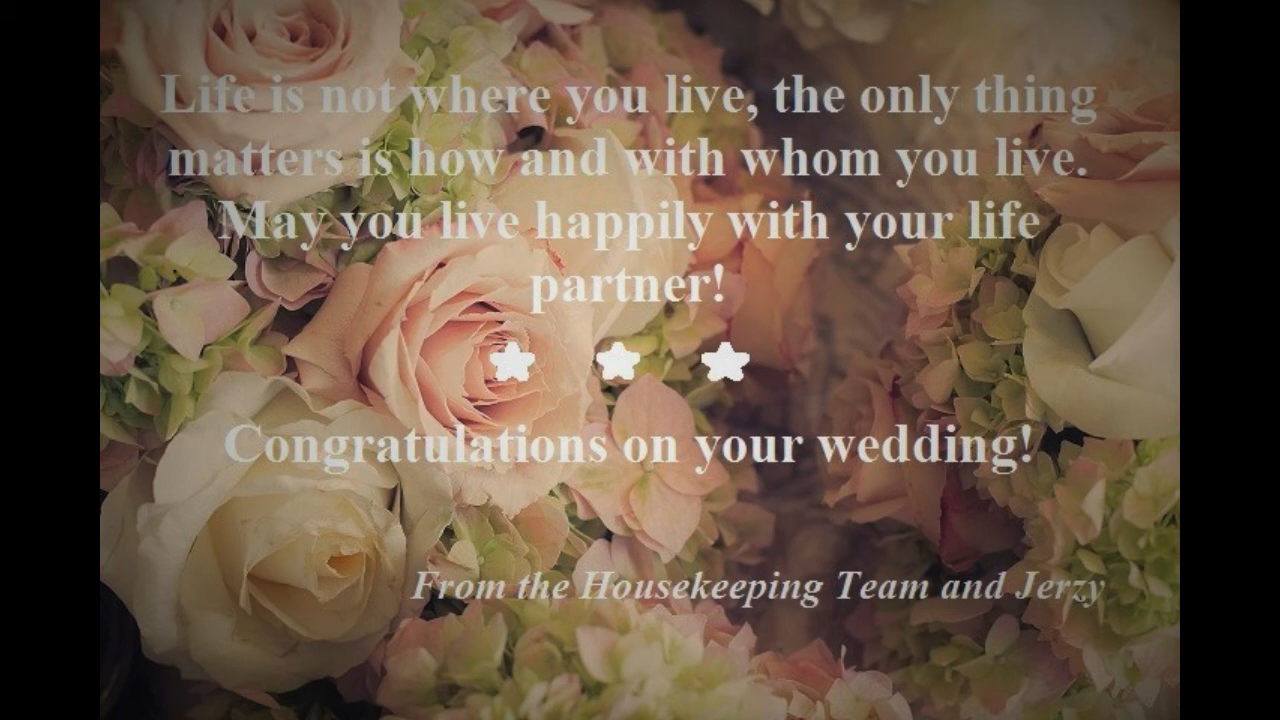 Life is not where you live, the only thing
matters is how and with whom you live.
May you live happily with your life
partner!
Congratulations on your wedding!
From the Housekeeping Team and Jerzy